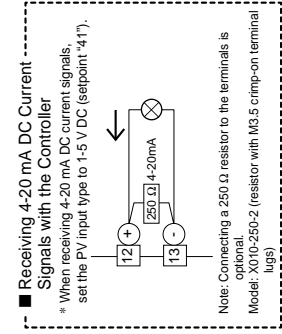 ■ Receiving 4-20 mA DC Current
Signals with the Controller
* When receiving 4-20 mA DC current signals,
set the PV input type to 1-5 V DC (setpoint “41”).
12
+
250 Ω
4-20mA
13
-
Note: Connecting a 250 Ω resistor to the terminals is
optional.
Model: X010-250-2 (resistor with M3.5 crimp-on terminal
lugs)